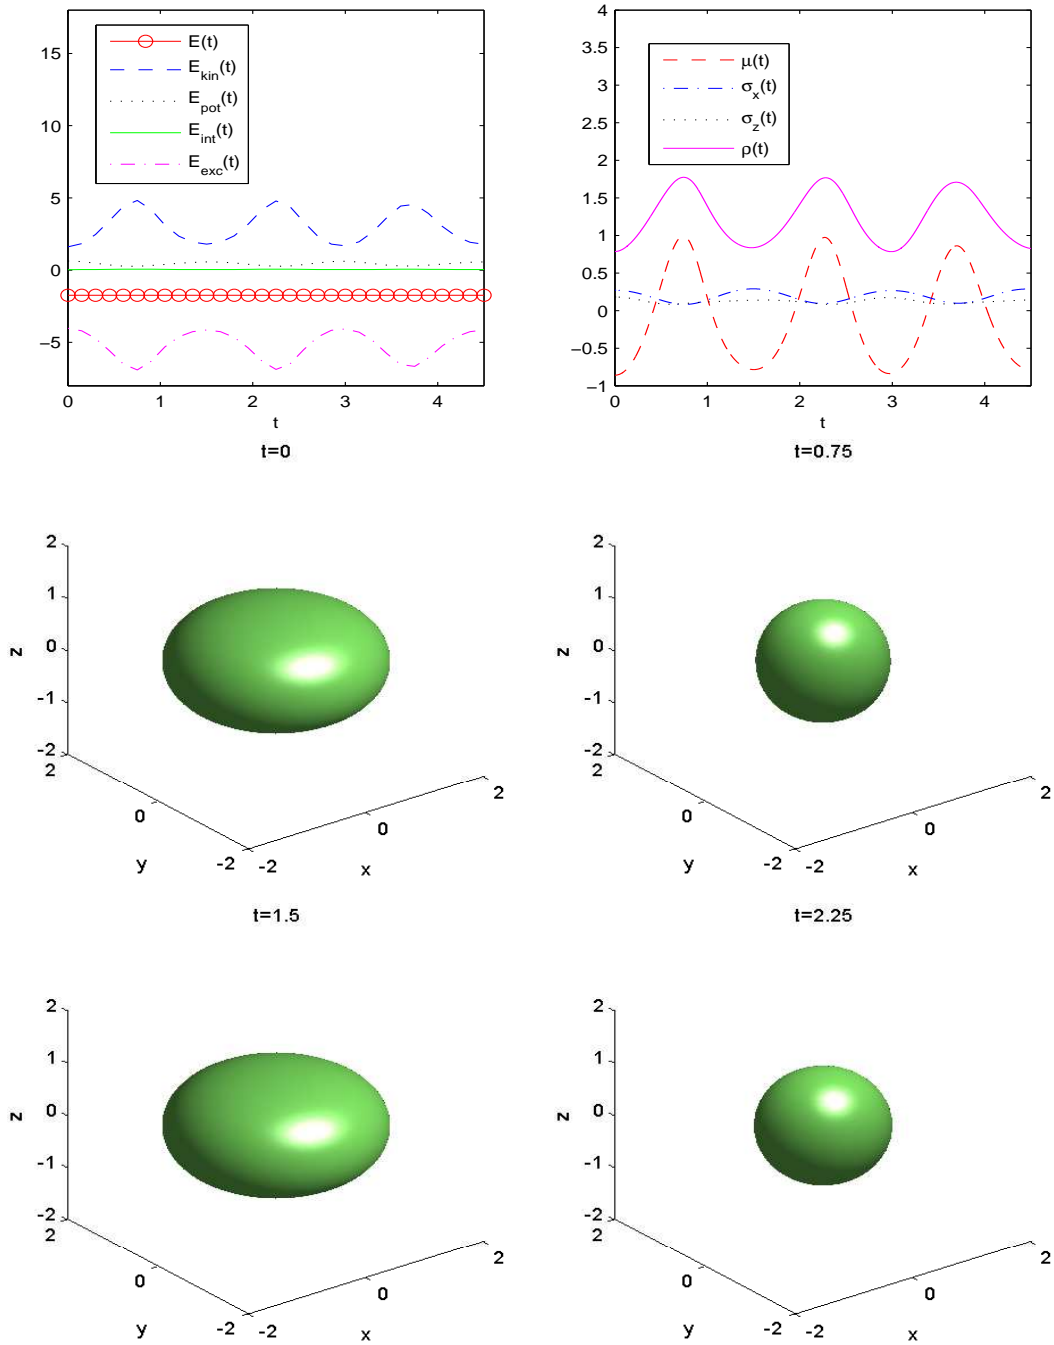 18
15
10
5
0
−5
0
1
2
3
4
t
E(t)
E_kin(t)
E_pot(t)
E_int(t)
E_exc(t)
4
3.5
3
2.5
2
1.5
1
0.5
0
−0.5
−1
0
1
2
3
4
t
μ(t)
σ_x(t)
σ_z(t)
ρ(t)
t=0
2
1
0
-1
-2
z
2
0
-2
y
-2
0
2
x
t=0.75
2
1
0
-1
-2
z
2
0
-2
y
-2
0
2
x
t=1.5
2
1
0
-1
-2
z
2
0
-2
y
-2
0
2
x
t=2.25
2
1
0
-1
-2
z
2
0
-2
y
-2
0
2
x